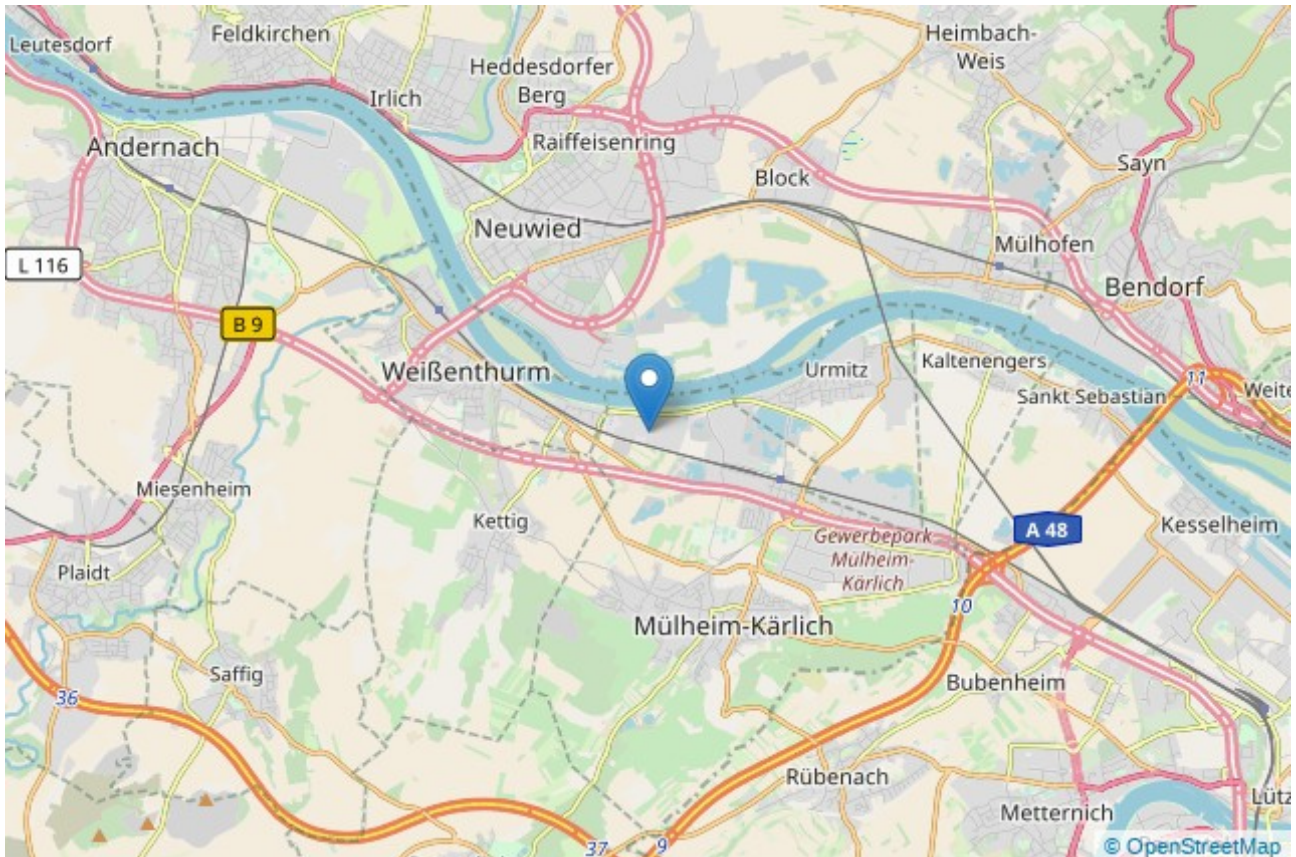 Leutesdorf
Feldkirchen
Heimbach-
Weis
Heddesdorfer
Berg
Irlich
Raiffeisenring
Andernach
Sayn
Block
Neuwied
Mülhofen
L 116
Bendorf
B 9
Weißenthurm
Urmitz
Kaltenengers
11
Sankt Sebastian
Weite
Miesenheim
Kettig
Gewerbepark
Mülheim-
Kärlich
A 48
Kesselheim
Plaidt
10
Mülheim-Kärlich
Saffig
Bubenheim
36
Rübenach
Metternich
Lütz
37
9
© OpenStreetMap